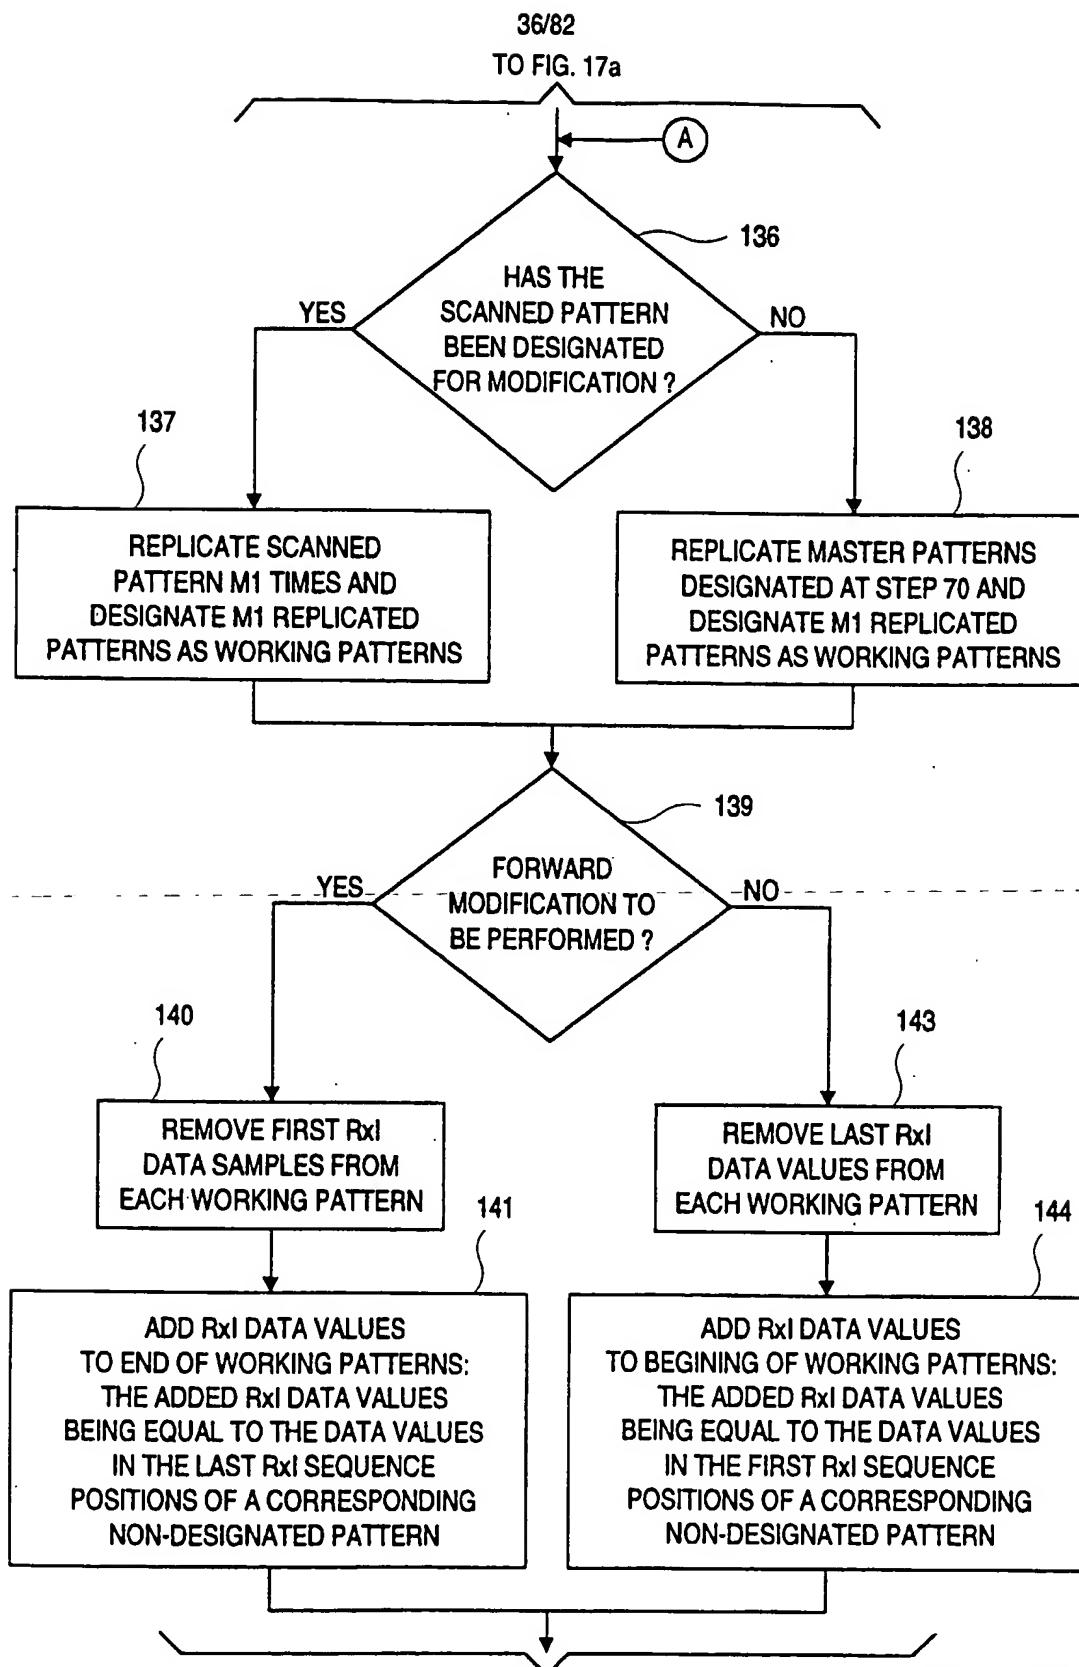 36/82
TO FIG. 17a
A
136
HAS THE
SCANNED PATTERN
BEEN DESIGNATED
FOR MODIFICATION ?
YES
NO
137
138
REPLICATE SCANNED
PATTERN M1 TIMES AND
DESIGNATE M1 REPLICATED
PATTERNS AS WORKING PATTERNS
REPLICATE MASTER PATTERNS
DESIGNATED AT STEP 70 AND
DESIGNATE M1 REPLICATED
PATTERNS AS WORKING PATTERNS
139
FORWARD
MODIFICATION TO
BE PERFORMED ?
YES
NO
140
143
REMOVE FIRST RxI
DATA SAMPLES FROM
EACH WORKING PATTERN
REMOVE LAST RxI
DATA VALUES FROM
EACH WORKING PATTERN
141
144
ADD RxI DATA VALUES
TO END OF WORKING PATTERNS:
THE ADDED RxI DATA VALUES
BEING EQUAL TO THE DATA VALUES
IN THE LAST RxI SEQUENCE
POSITIONS OF A CORRESPONDING
NON-DESIGNATED PATTERN
ADD RxI DATA VALUES
TO BEGINING OF WORKING PATTERNS:
THE ADDED RxI DATA VALUES
BEING EQUAL TO THE DATA VALUES
IN THE FIRST RxI SEQUENCE
POSITIONS OF A CORRESPONDING
NON-DESIGNATED PATTERN